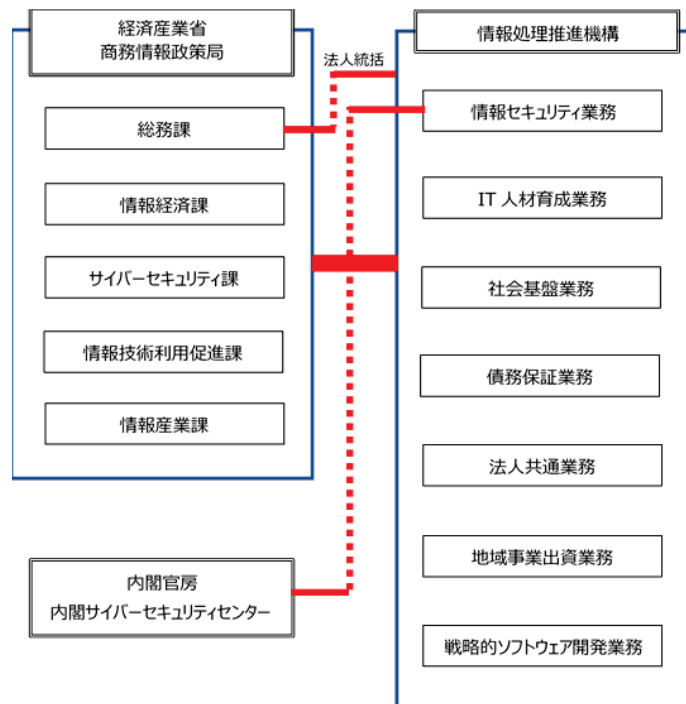 経済産業省
商務情報政策局
総務課
情報経済課
サイバーセキュリティ課
情報技術利用促進課
情報産業課
内閣官房
内閣サイバーセキュリティセンター
法人統括
情報処理推進機構
情報セキュリティ業務
IT 人材育成業務
社会基盤業務
債務保証業務
法人共通業務
地域事業出資業務
戦略的ソフトウェア開発業務